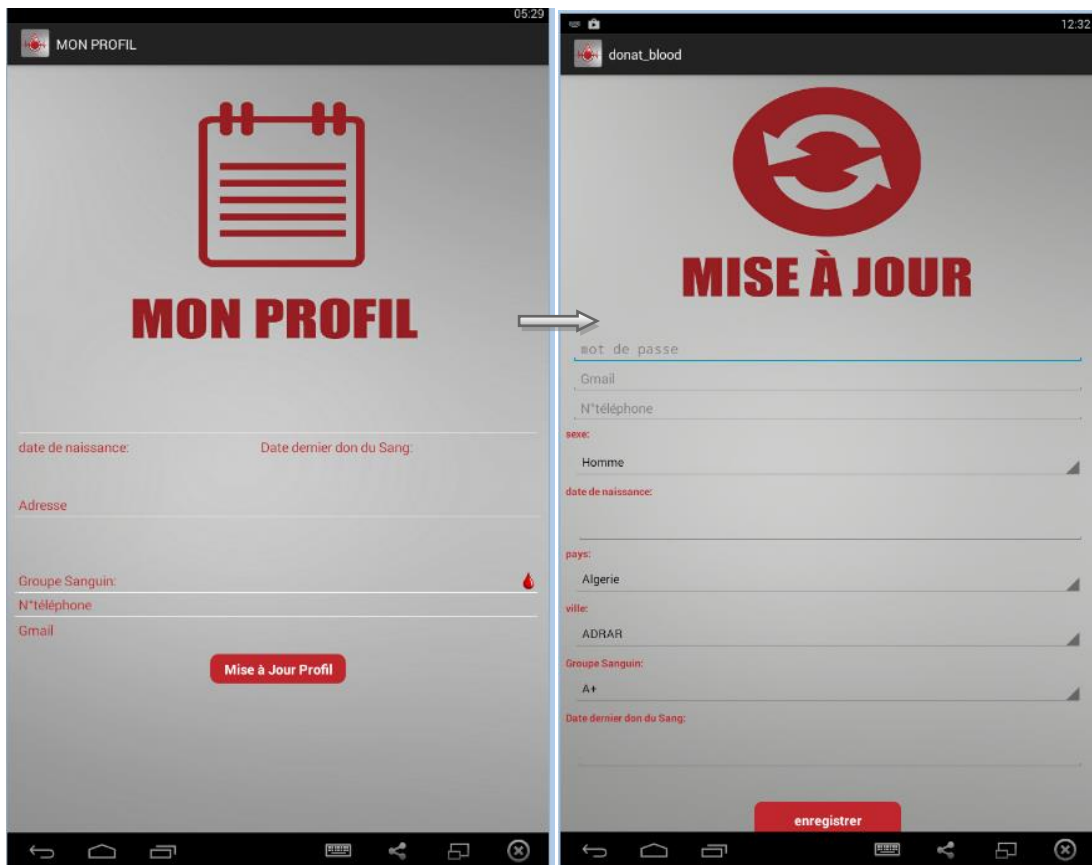 05:29
MON PROFIL
MON PROFIL
date de naissance: Date dernier don du Sang:
Adresse
Groupe Sanguin:
N°téléphone
Gmail
Mise à Jour Profil
12:32
donat_blood
MISE À JOUR
mot de passe
Gmail
N°téléphone
sexe:
Homme
date de naissance:
pays:
Algerie
ville:
ADRAR
Groupe Sanguin:
A+
Date dernier don du Sang:
enregistrer